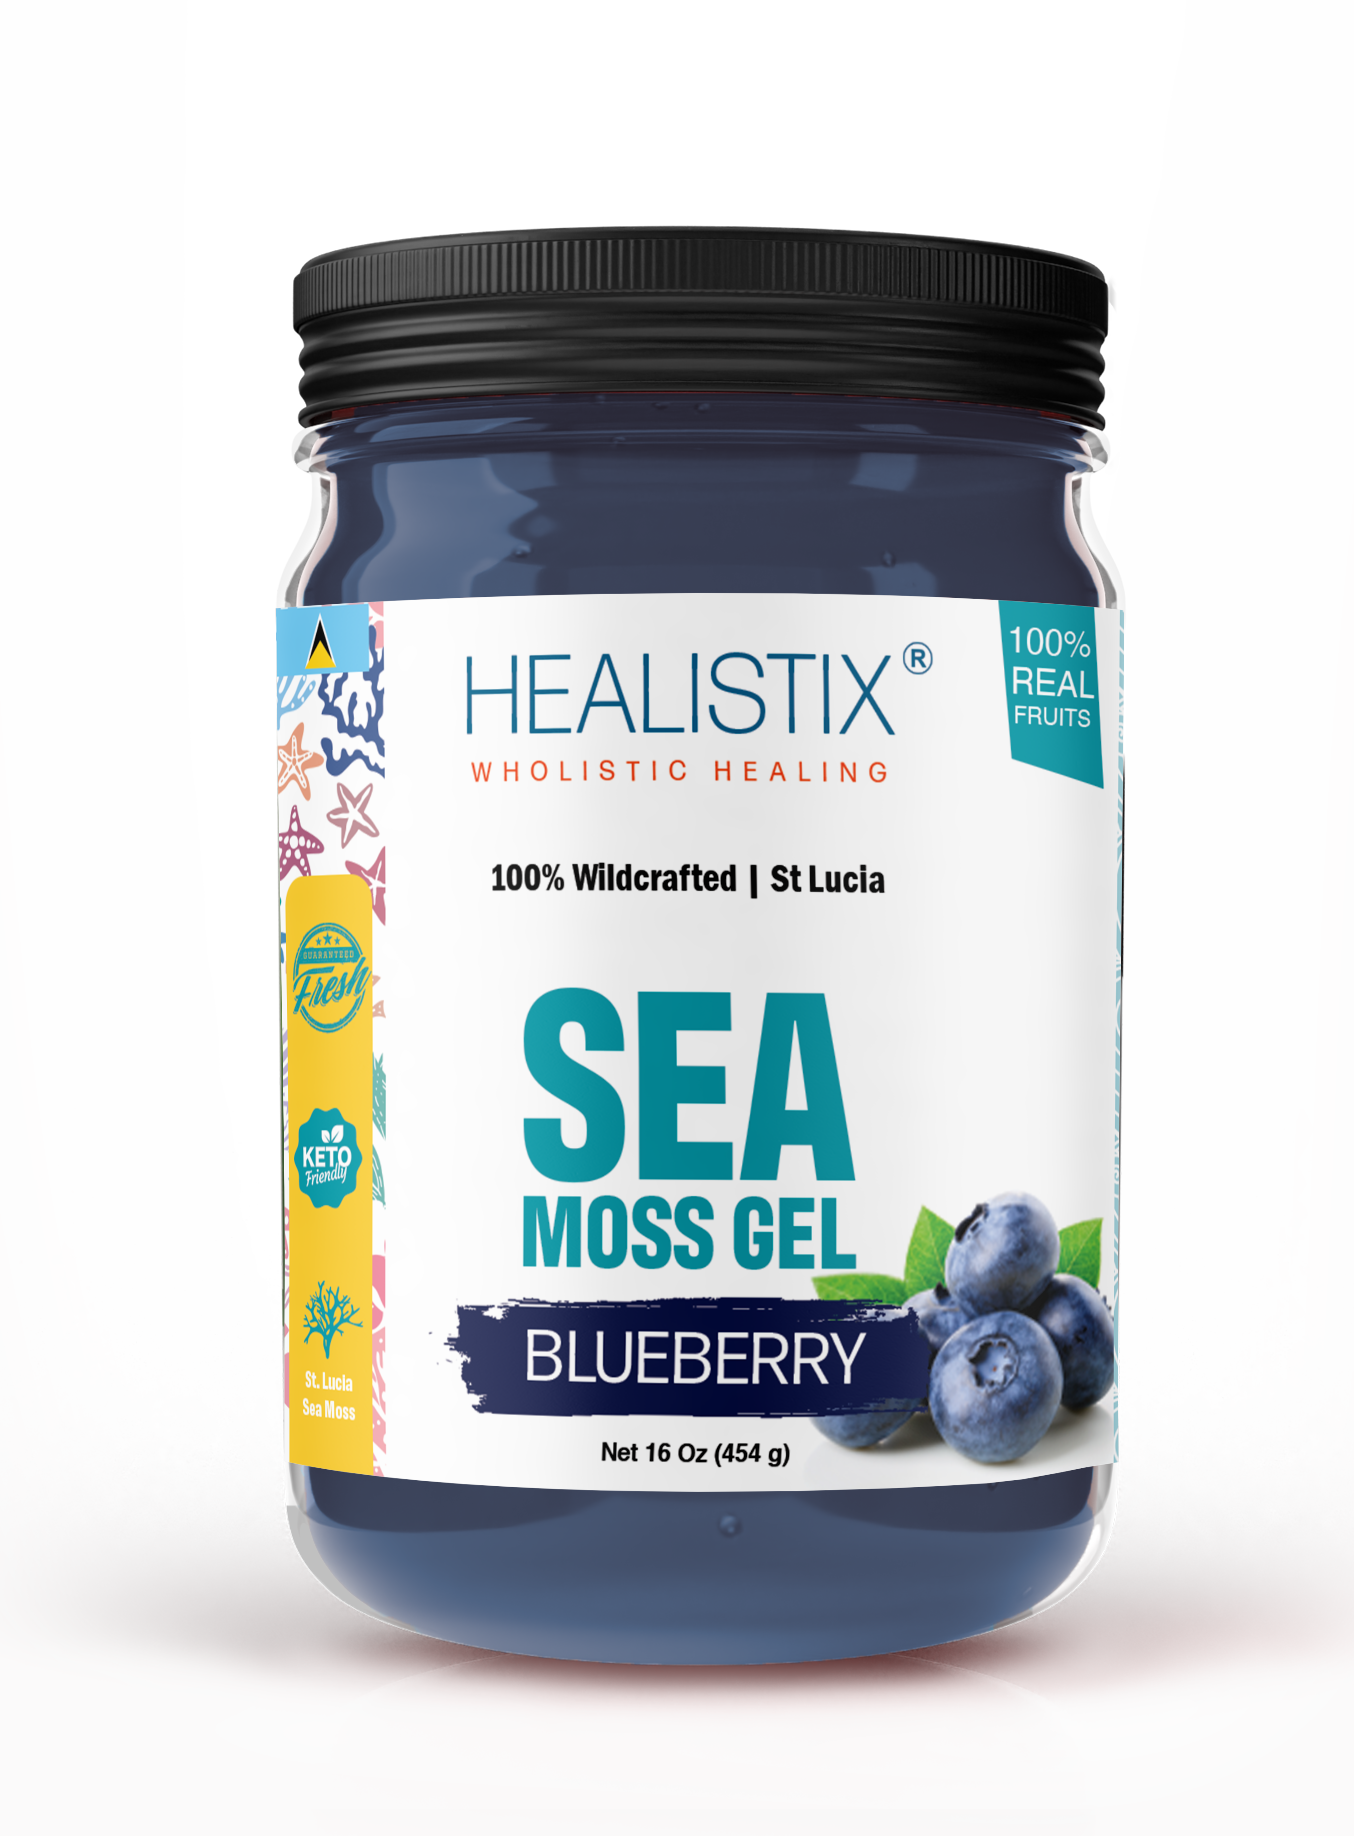 HEALISTIX®
WHOLISTIC HEALING
100%
REAL
FRUITS
100% Wildcrafted | St Lucia
SEA
MOSS GEL
BLUEBERRY
Net 16 Oz (454 g)
GUARANTEED
Fresh
KETO
Friendly
St. Lucia
Sea Moss